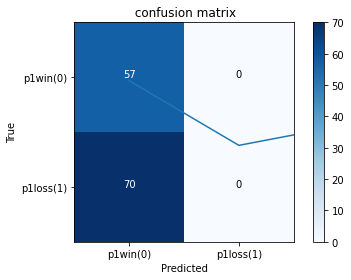 confusion matrix
p1win(0)
57
0
p1loss(1)
70
0
True
p1win(0)
p1loss(1)
Predicted
70
60
50
40
30
20
10
0